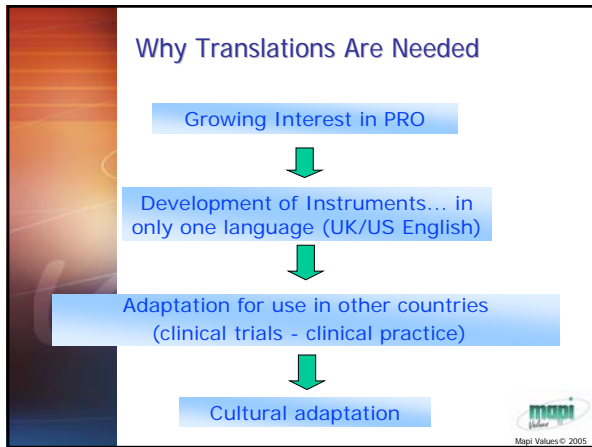 Why Translations Are Needed
Growing Interest in PRO
Development of Instruments... in
only one language (UK/US English)
Adaptation for use in other countries
(clinical trials - clinical practice)
Cultural adaptation
mapi
Values
Mapi Values© 2005